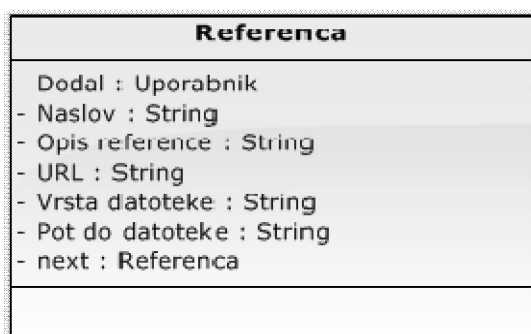 Referenca
Dodal : Uporabnik
- Naslov : String
- Opis reference : String
- URL : String
- Vrsta datoteke : String
- Pot do datoteke : String
- next : Referenca